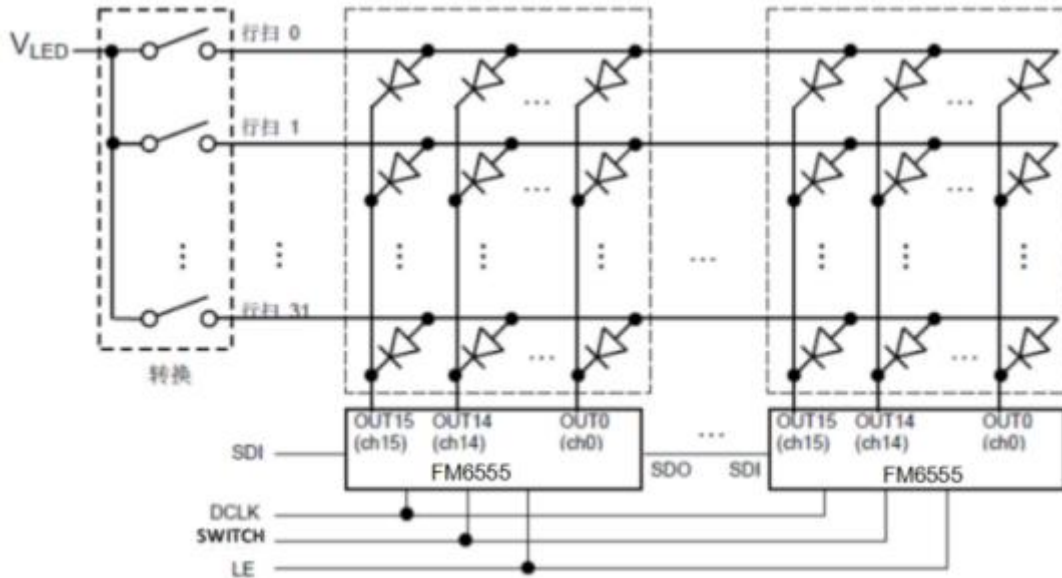 V_LED
行扫 0
行扫 1
行扫 31
转换
OUT15 OUT14 OUT0 OUT15 OUT14 OUT0
(ch15) (ch14) (ch0) (ch15) (ch14) (ch0)
SDI SDO SDI
FM6555 FM6555
DCLK
SWITCH
LE